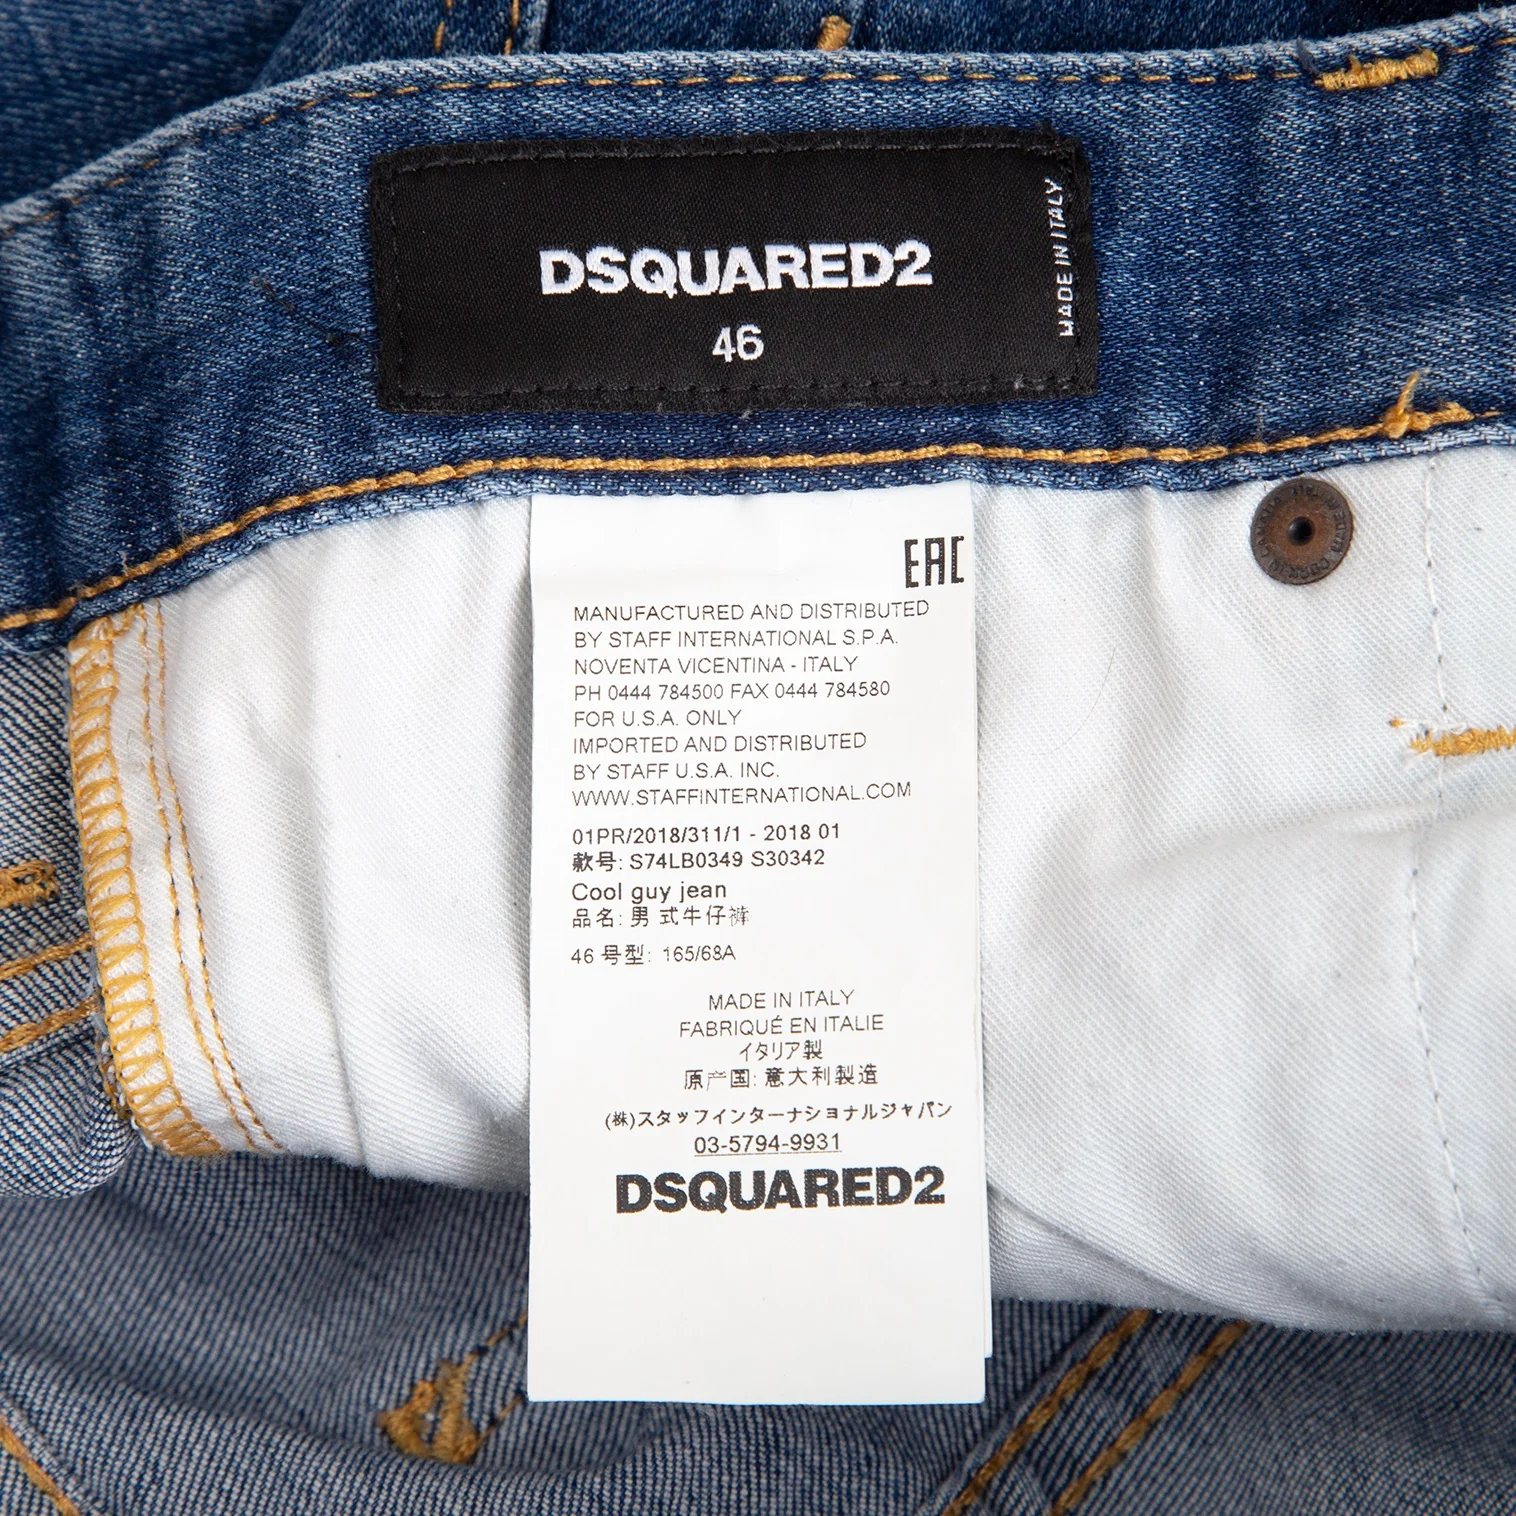 DSQUARED2
46
MADE IN ITALY
EAC
MANUFACTURED AND DISTRIBUTED
BY STAFF INTERNATIONAL S.P.A.
NOVENTA VICENTINA - ITALY
PH 0444 784500 FAX 0444 784580
FOR U.S.A. ONLY
IMPORTED AND DISTRIBUTED
BY STAFF U.S.A. INC.
WWW.STAFFINTERNATIONAL.COM
01PR/2018/311/1 - 2018 01
款号: S74LB0349 S30342
Cool guy jean
品名: 男 式牛仔裤
46 号型: 165/68A
MADE IN ITALY
FABRIQUÉ EN ITALIE
イタリア製
原产国: 意大利製造
(株)スタッフインターナショナルジャパン
03-5794-9931
DSQUARED2